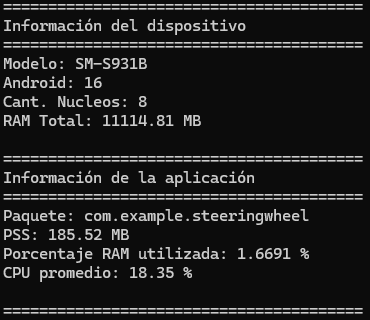 ========================================
Información del dispositivo
========================================
Modelo: SM-S931B
Android: 16
Cant. Nucleos: 8
RAM Total: 11114.81 MB
========================================
Información de la aplicación
========================================
Paquete: com.example.steeringwheel
PSS: 185.52 MB
Porcentaje RAM utilizada: 1.6691 %
CPU promedio: 18.35 %
========================================